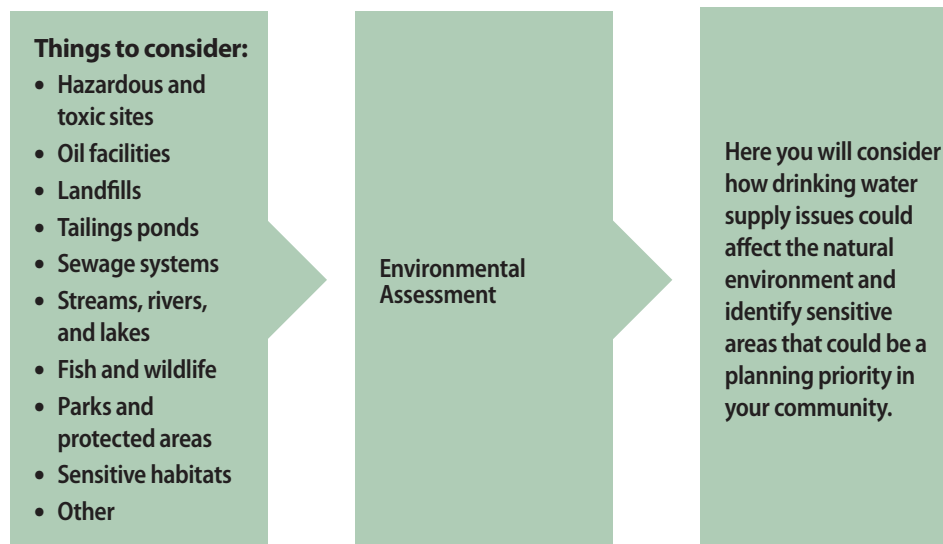 Things to consider:
• Hazardous and
toxic sites
• Oil facilities
• Landfills
• Tailings ponds
• Sewage systems
• Streams, rivers,
and lakes
• Fish and wildlife
• Parks and
protected areas
• Sensitive habitats
• Other
Environmental
Assessment
Here you will consider
how drinking water
supply issues could
affect the natural
environment and
identify sensitive
areas that could be a
planning priority in
your community.